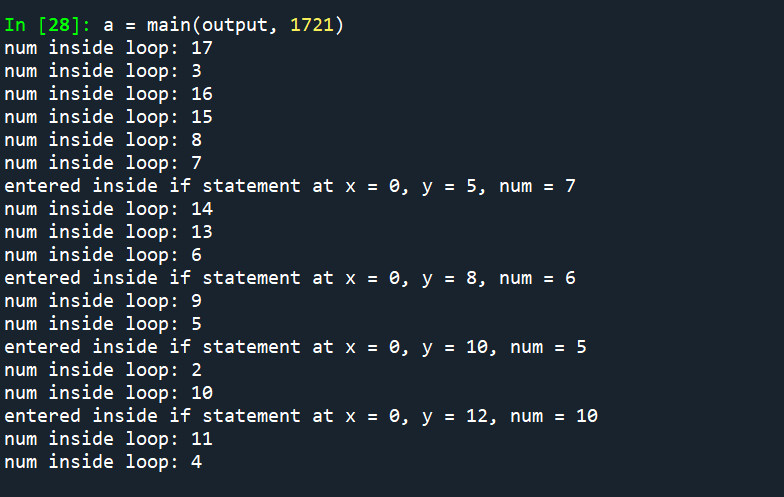 In [28]: a = main(output, 1721)
num inside loop: 17
num inside loop: 3
num inside loop: 16
num inside loop: 15
num inside loop: 8
num inside loop: 7
entered inside if statement at x = 0, y = 5, num = 7
num inside loop: 14
num inside loop: 13
num inside loop: 6
entered inside if statement at x = 0, y = 8, num = 6
num inside loop: 9
num inside loop: 5
entered inside if statement at x = 0, y = 10, num = 5
num inside loop: 2
num inside loop: 10
entered inside if statement at x = 0, y = 12, num = 10
num inside loop: 11
num inside loop: 4